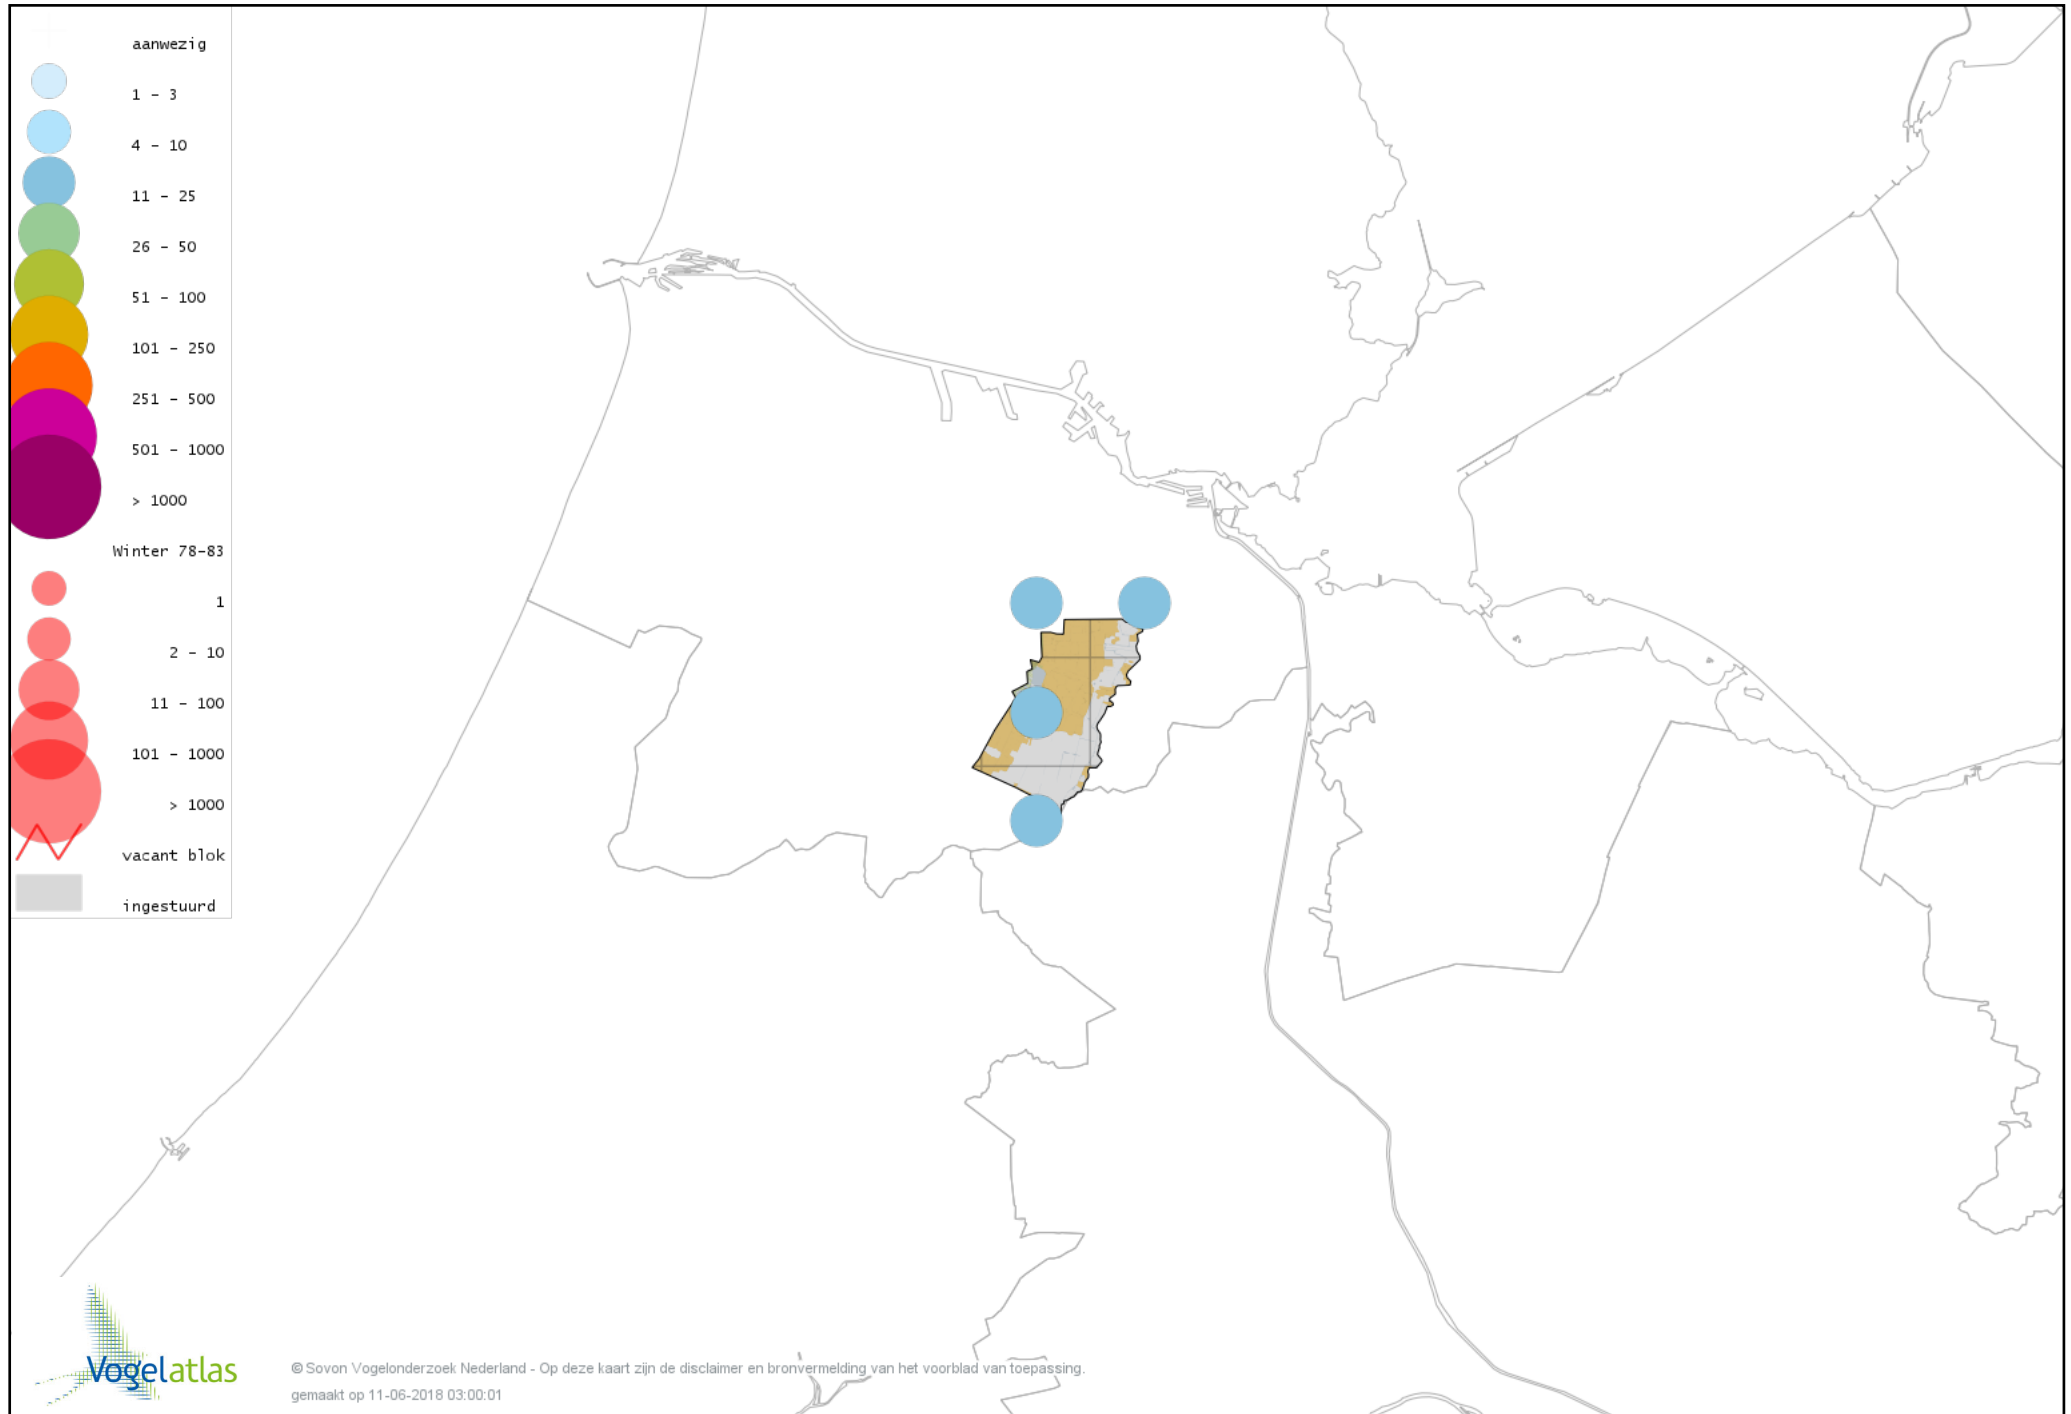 aanwezig
1 - 3
4 - 10
11 - 25
26 - 50
51 - 100
101 - 250
251 - 500
501 - 1000
> 1000
Winter 78-83
1
2 - 10
11 - 100
101 - 1000
> 1000
vacant blok
ingestuurd
Vogelatlas
© Sovon Vogelonderzoek Nederland - Op deze kaart zijn de disclaimer en bronvermelding van het voorblad van toepassing.
gemaakt op 11-06-2018 03:00:01